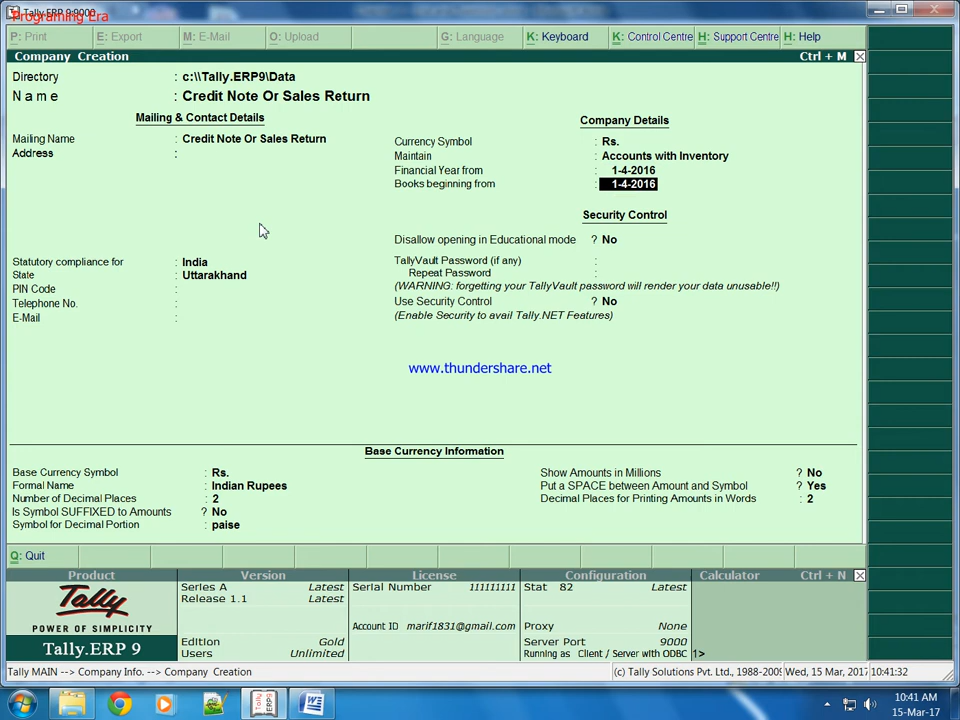 Tally.ERP 9:9000
Programing Era
P: Print E: Export M: E-Mail O: Upload G: Language K: Keyboard K: Control Centre H: Support Centre H: Help
Company Creation Ctrl + M
Directory : c:\\Tally.ERP9\Data
Name : Credit Note Or Sales Return
Mailing & Contact Details
Company Details
Mailing Name : Credit Note Or Sales Return
Address :
Currency Symbol : Rs.
Maintain : Accounts with Inventory
Financial Year from : 1-4-2016
Books beginning from : 1-4-2016
Security Control
Disallow opening in Educational mode ? No
Statutory compliance for : India
State : Uttarakhand
PIN Code :
Telephone No. :
E-Mail :
TallyVault Password (if any) :
Repeat Password :
(WARNING: forgetting your TallyVault password will render your data unusable!!)
Use Security Control ? No
(Enable Security to avail Tally.NET Features)
www.thundershare.net
Base Currency Information
Base Currency Symbol : Rs.
Formal Name : Indian Rupees
Number of Decimal Places : 2
Is Symbol SUFFIXED to Amounts ? No
Symbol for Decimal Portion : paise
Show Amounts in Millions ? No
Put a SPACE between Amount and Symbol ? Yes
Decimal Places for Printing Amounts in Words : 2
Q: Quit
Product Version License Configuration Calculator Ctrl + N
Tally
POWER OF SIMPLICITY
Tally.ERP 9
Series A Latest
Release 1.1 Latest
Edition Gold
Users Unlimited
Serial Number 111111111
Account ID marif1831@gmail.com
Stat 82 Latest
Proxy None
Server Port 9000
Running as Client / Server with ODBC
1>
Tally MAIN --> Company Info. --> Company Creation (c) Tally Solutions Pvt. Ltd., 1988-2009 Wed, 15 Mar, 2017 10:41:32
10:41 AM
15-Mar-17